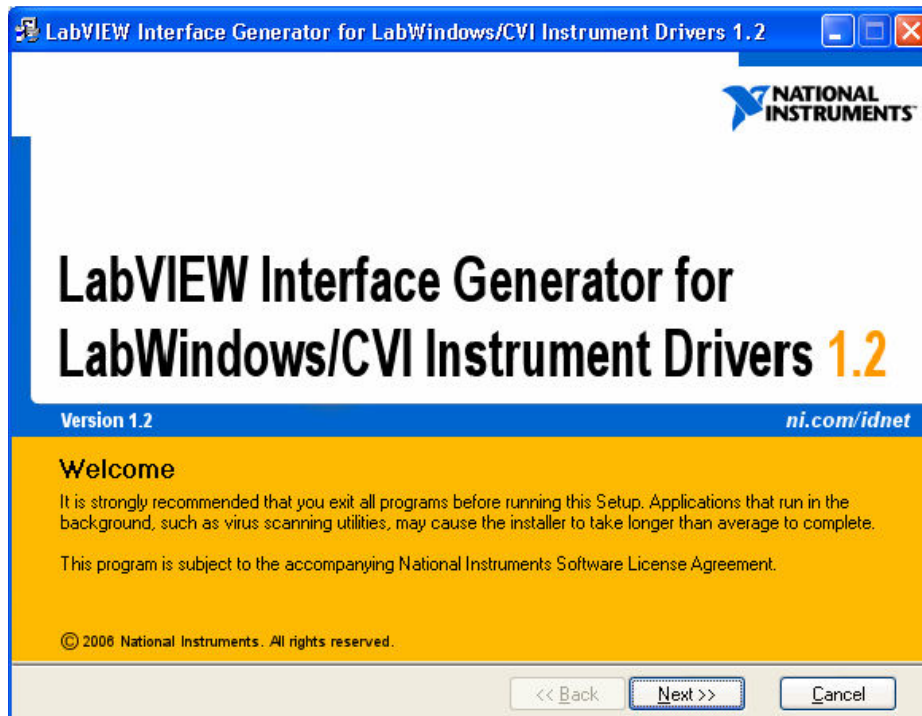 LabVIEW Interface Generator for LabWindows/CVI Instrument Drivers 1.2
NATIONAL
INSTRUMENTS™
LabVIEW Interface Generator for
LabWindows/CVI Instrument Drivers 1.2
Version 1.2
ni.com/idnet
Welcome
It is strongly recommended that you exit all programs before running this Setup. Applications that run in the
background, such as virus scanning utilities, may cause the installer to take longer than average to complete.
This program is subject to the accompanying National Instruments Software License Agreement.
© 2006 National Instruments. All rights reserved.
<< Back
Next >>
Cancel